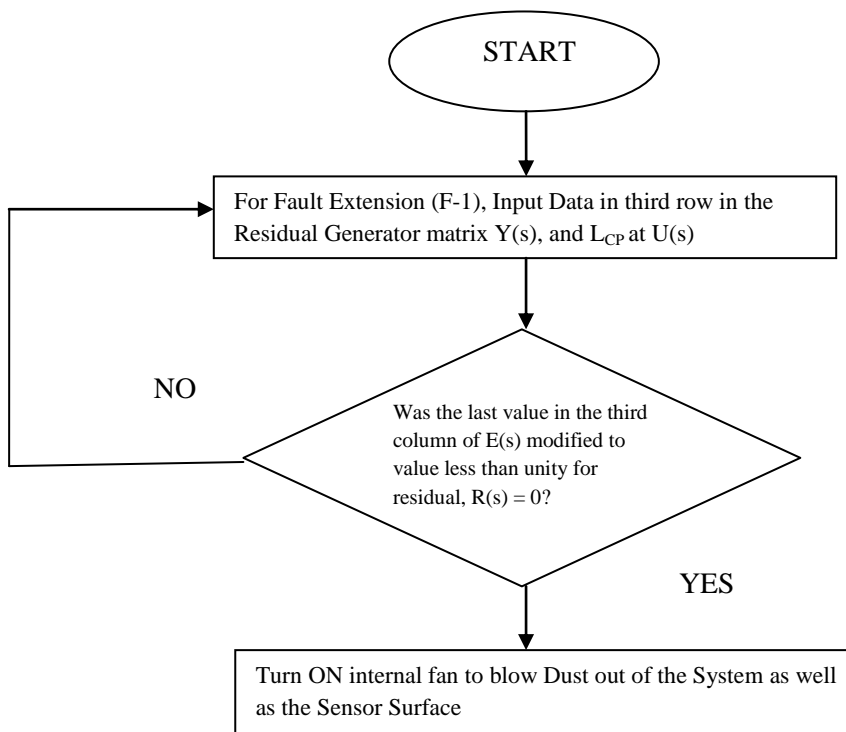 START
For Fault Extension (F-1), Input Data in third row in the
Residual Generator matrix Y(s), and L_CP at U(s)
NO
Was the last value in the third
column of E(s) modified to
value less than unity for
residual, R(s) = 0?
YES
Turn ON internal fan to blow Dust out of the System as well
as the Sensor Surface